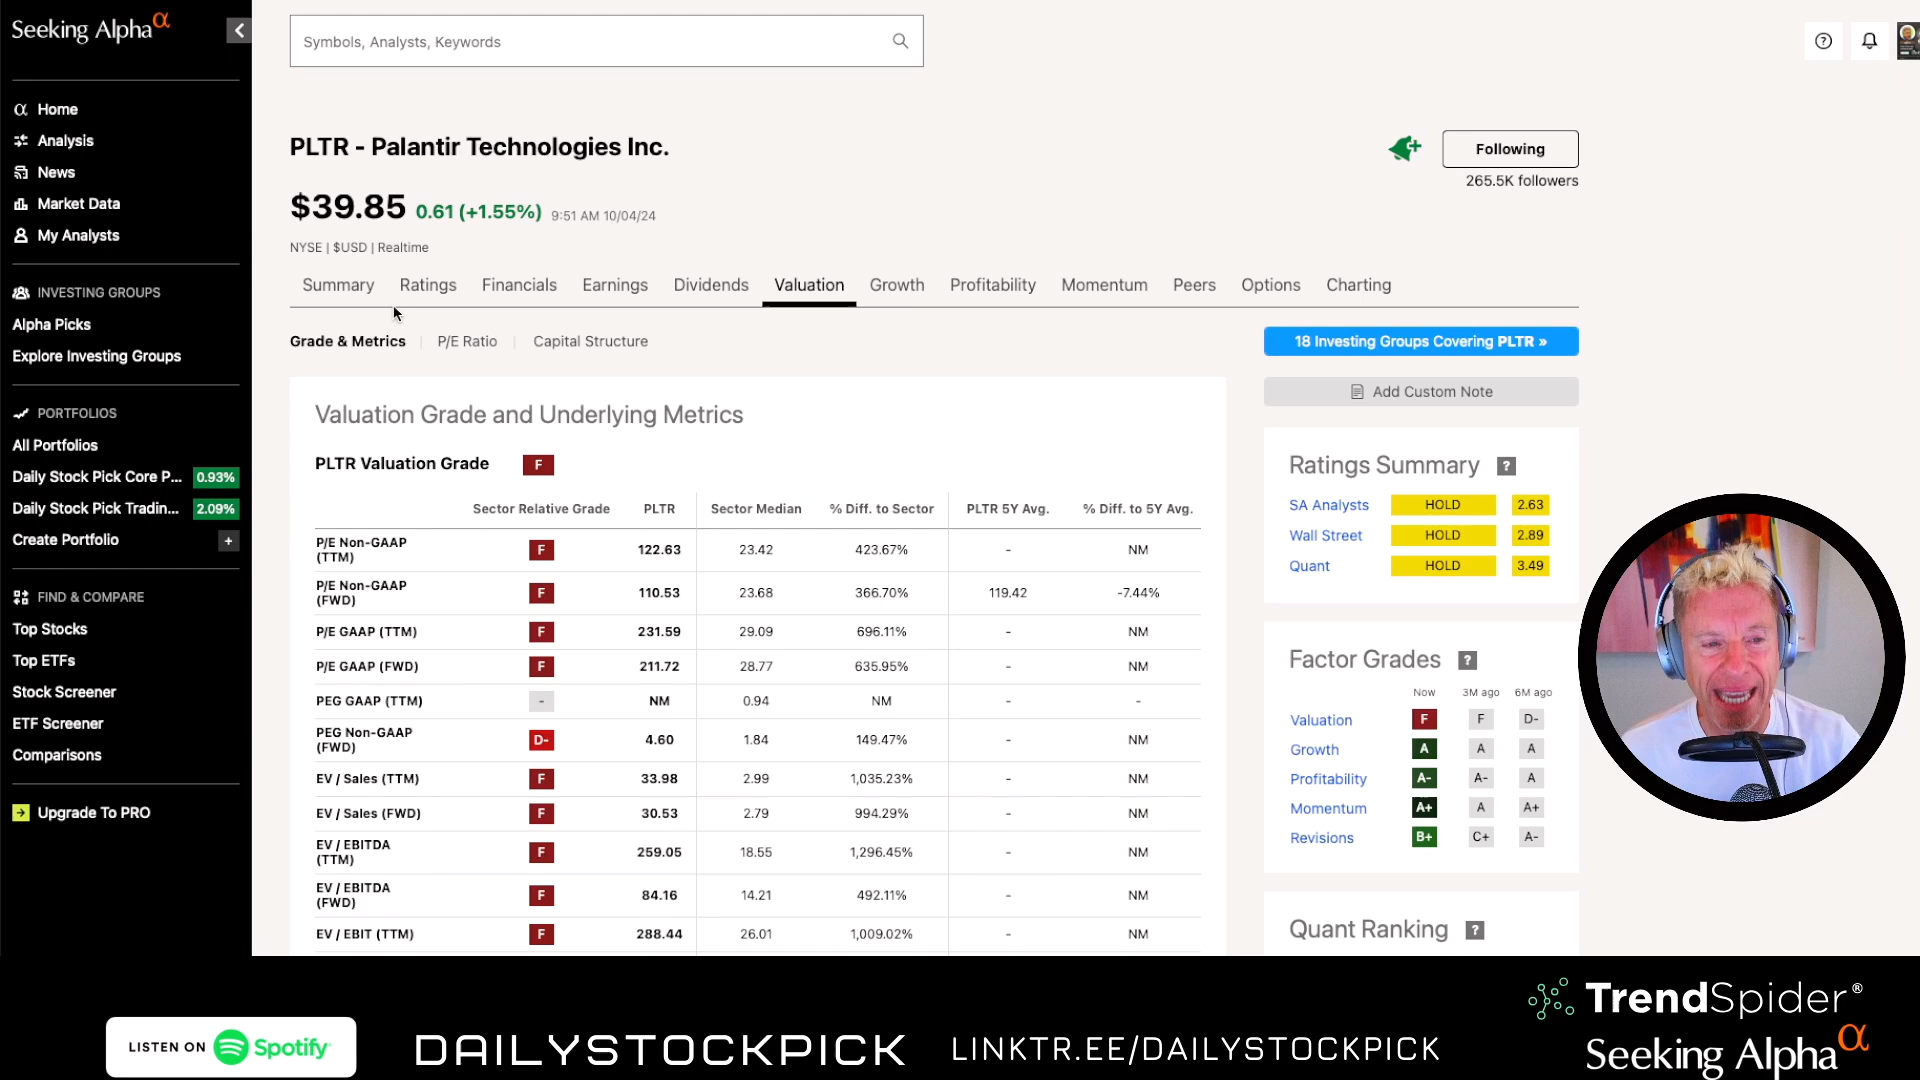 Seeking Alpha α
Symbols, Analysts, Keywords
Home
Analysis
News
Market Data
My Analysts
INVESTING GROUPS
Alpha Picks
Explore Investing Groups
PORTFOLIOS
All Portfolios
Daily Stock Pick Core P... 0.93%
Daily Stock Pick Tradin... 2.09%
Create Portfolio +
FIND & COMPARE
Top Stocks
Top ETFs
Stock Screener
ETF Screener
Comparisons
Upgrade To PRO
PLTR - Palantir Technologies Inc.
Following
265.5K followers
$39.85 0.61 (+1.55%) 9:51 AM 10/04/24
NYSE | $USD | Realtime
Summary Ratings Financials Earnings Dividends Valuation Growth Profitability Momentum Peers Options Charting
Grade & Metrics | P/E Ratio | Capital Structure
Valuation Grade and Underlying Metrics
PLTR Valuation Grade F
Sector Relative Grade PLTR Sector Median % Diff. to Sector PLTR 5Y Avg. % Diff. to 5Y Avg.
P/E Non-GAAP (TTM) F 122.63 23.42 423.67% - NM
P/E Non-GAAP (FWD) F 110.53 23.68 366.70% 119.42 -7.44%
P/E GAAP (TTM) F 231.59 29.09 696.11% - NM
P/E GAAP (FWD) F 211.72 28.77 635.95% - NM
PEG GAAP (TTM) - NM 0.94 NM - -
PEG Non-GAAP (FWD) D- 4.60 1.84 149.47% - NM
EV / Sales (TTM) F 33.98 2.99 1,035.23% - NM
EV / Sales (FWD) F 30.53 2.79 994.29% - NM
EV / EBITDA (TTM) F 259.05 18.55 1,296.45% - NM
EV / EBITDA (FWD) F 84.16 14.21 492.11% - NM
EV / EBIT (TTM) F 288.44 26.01 1,009.02% - NM
18 Investing Groups Covering PLTR »
Add Custom Note
Ratings Summary ?
SA Analysts HOLD 2.63
Wall Street HOLD 2.89
Quant HOLD 3.49
Factor Grades ?
Now 3M ago 6M ago
Valuation F F D-
Growth A A A
Profitability A- A- A
Momentum A+ A A+
Revisions B+ C+ A-
Quant Ranking ?
LISTEN ON Spotify
DAILYSTOCKPICK
LINKTR.EE/DAILYSTOCKPICK
TrendSpider®
Seeking Alpha α